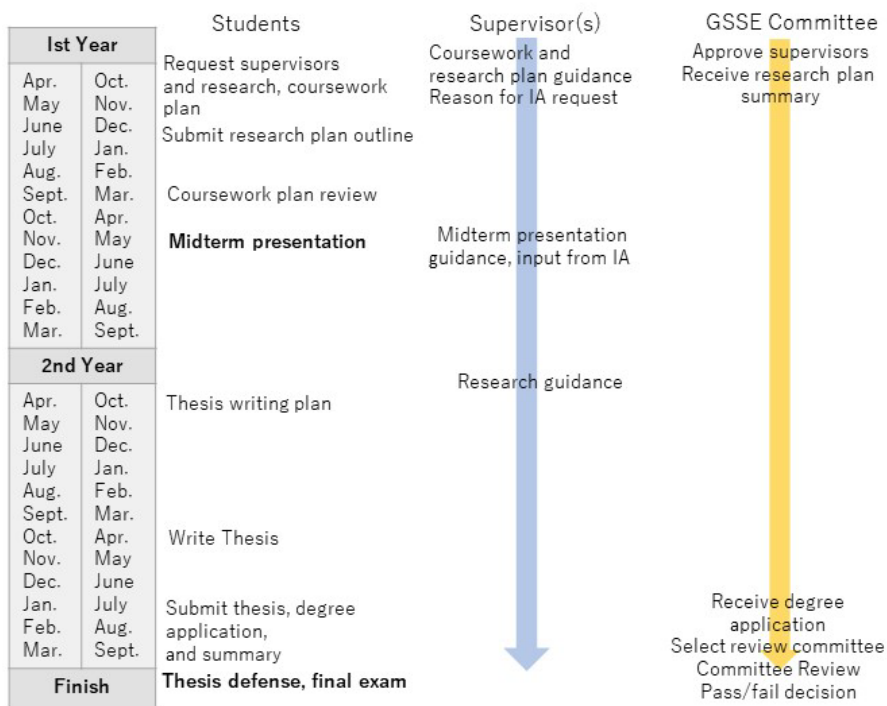 Students
Supervisor(s)
GSSE Committee
1st Year
Apr. Oct.
May Nov.
June Dec.
July Jan.
Aug. Feb.
Sept. Mar.
Oct. Apr.
Nov. May
Dec. June
Jan. July
Feb. Aug.
Mar. Sept.
Request supervisors
and research, coursework
plan
Submit research plan outline
Coursework plan review
Midterm presentation
Coursework and
research plan guidance
Reason for IA request
Midterm presentation
guidance, input from IA
Approve supervisors
Receive research plan
summary
2nd Year
Apr. Oct.
May Nov.
June Dec.
July Jan.
Aug. Feb.
Sept. Mar.
Oct. Apr.
Nov. May
Dec. June
Jan. July
Feb. Aug.
Mar. Sept.
Thesis writing plan
Write Thesis
Submit thesis, degree
application,
and summary
Research guidance
Receive degree
application
Select review committee
Committee Review
Pass/fail decision
Finish
Thesis defense, final exam